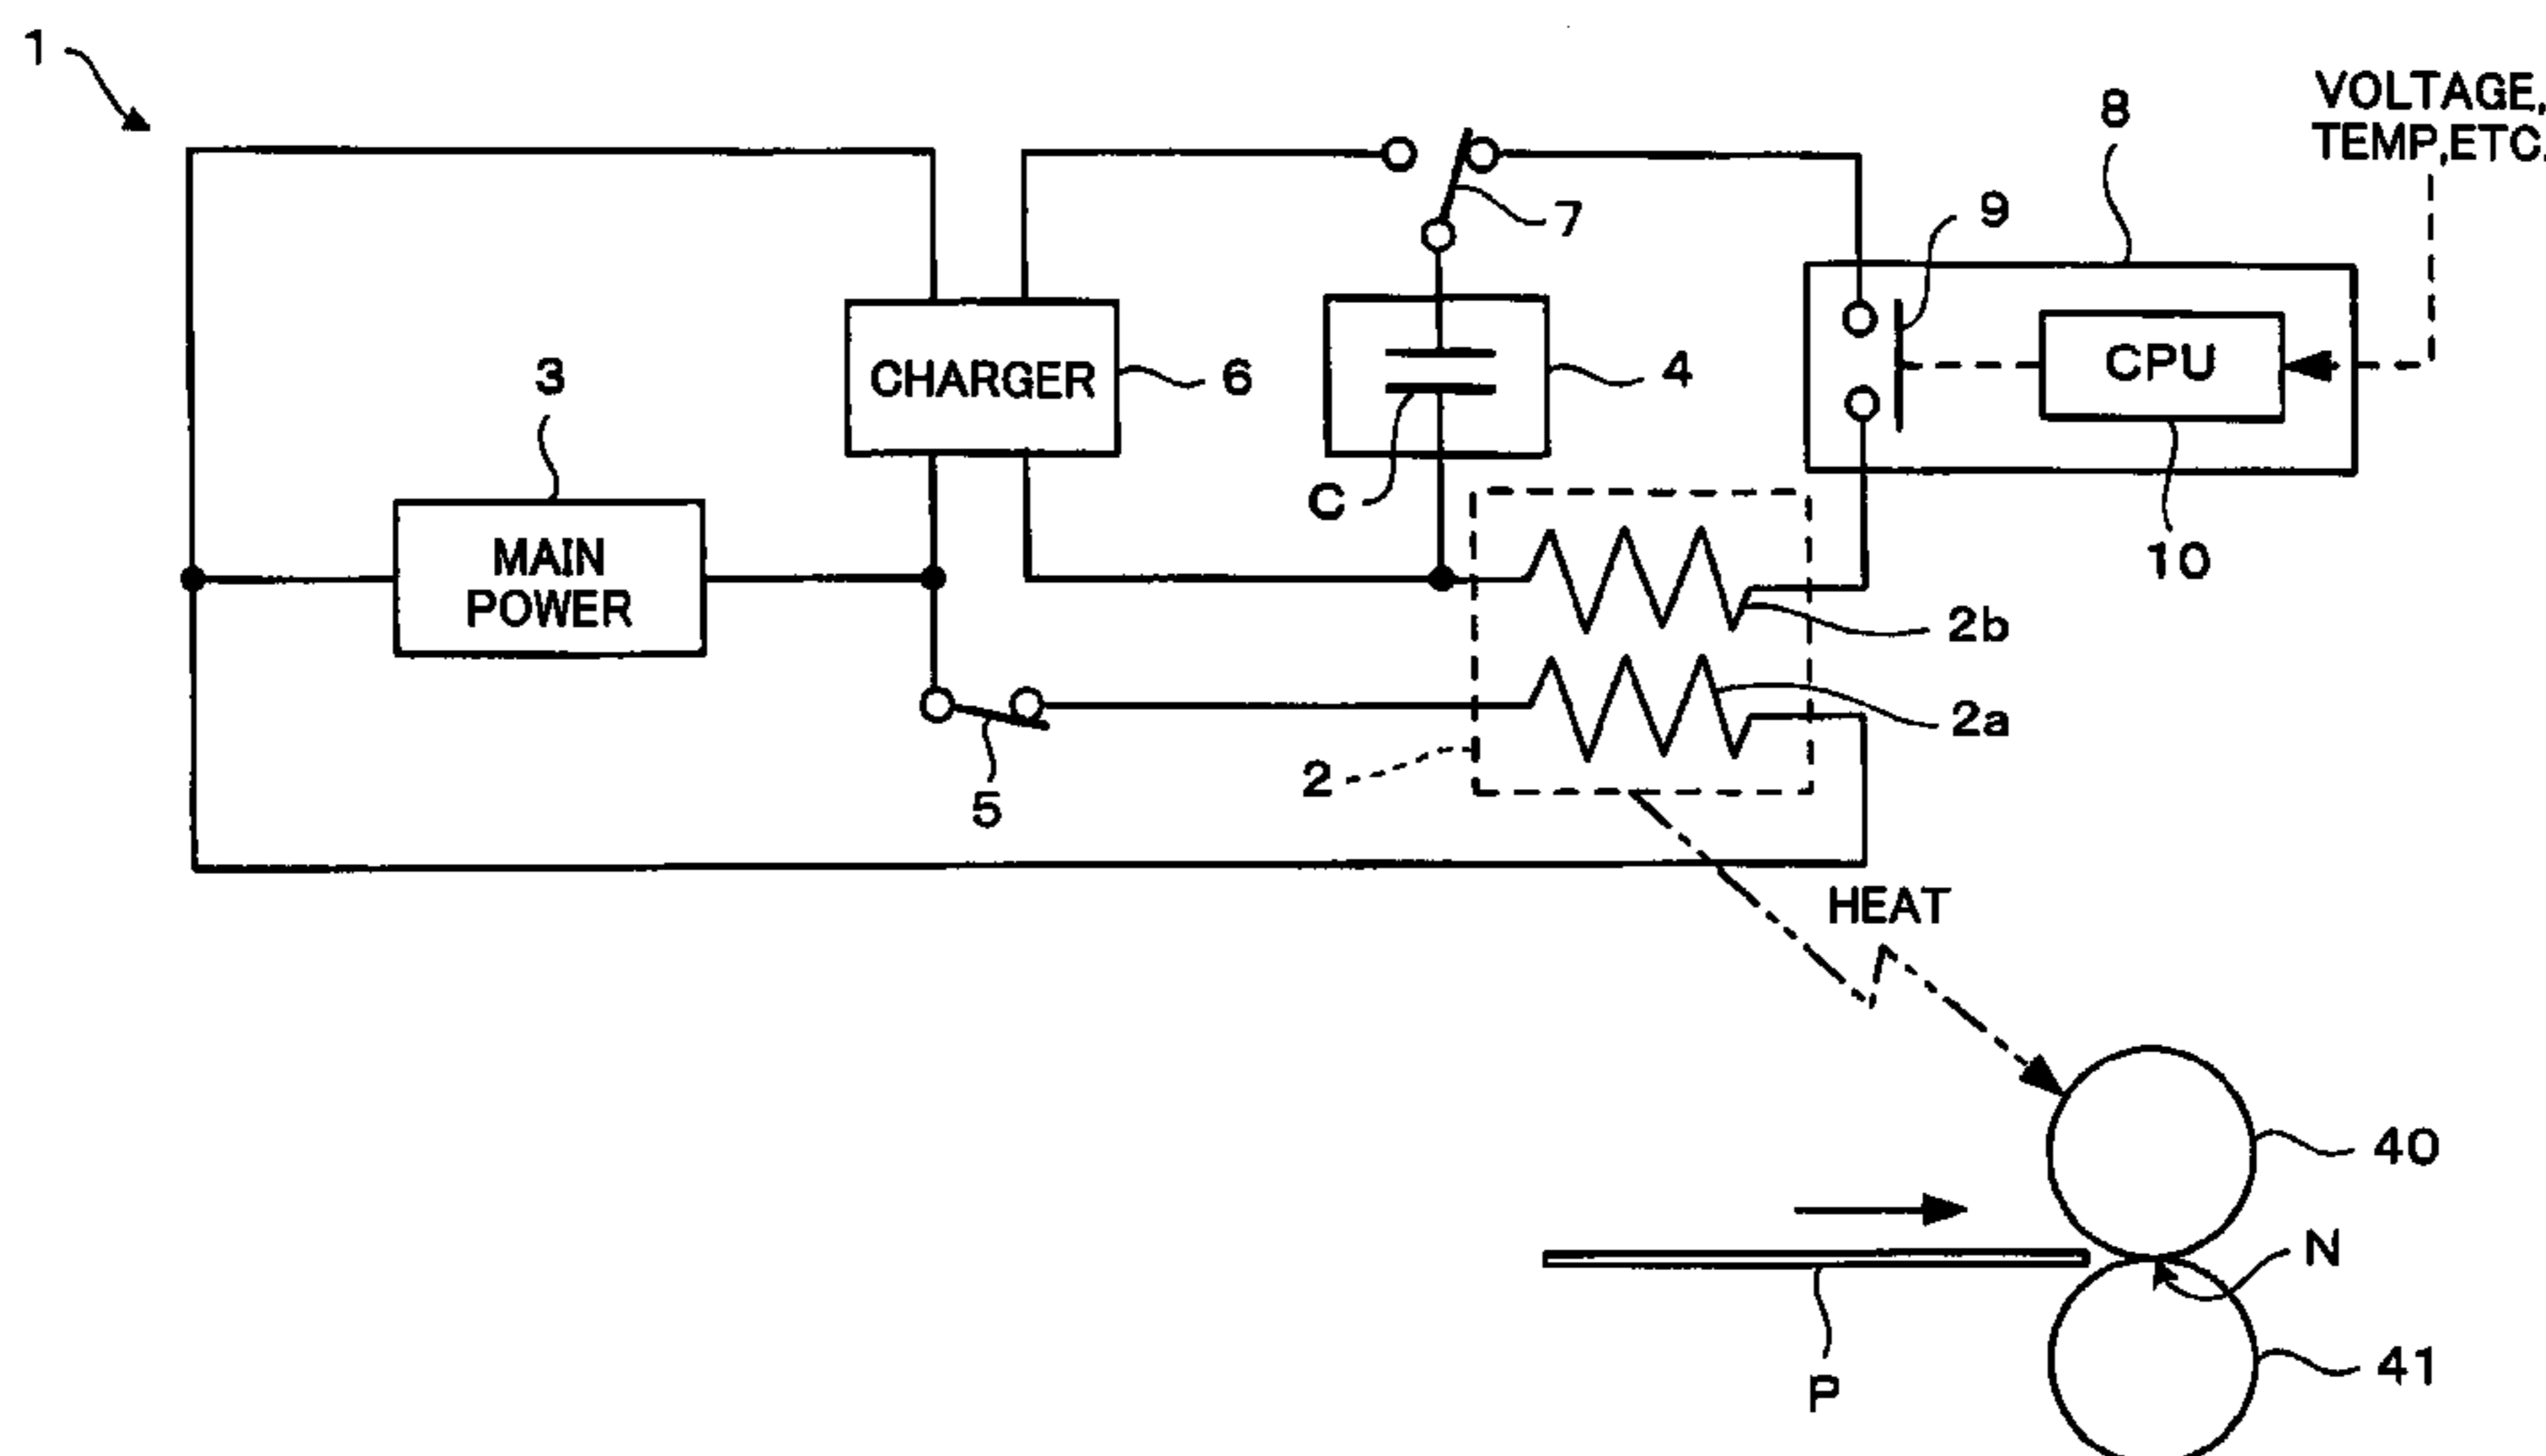 1
VOLTAGE,
TEMP,ETC.
8
9
7
CHARGER
6
4
CPU
3
C
MAIN
POWER
10
2b
2a
2
5
HEAT
40
N
P
41